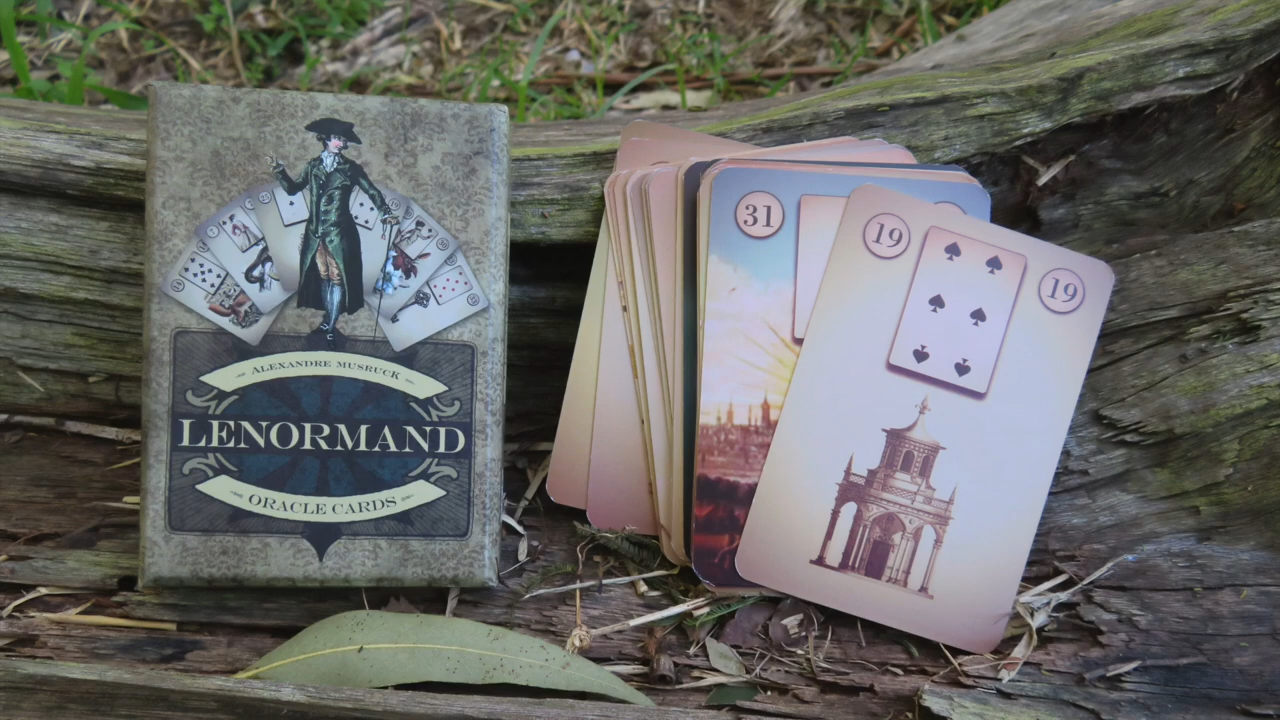 ALEXANDRE MUSRUCK
LENORMAND
ORACLE CARDS
31
19
19